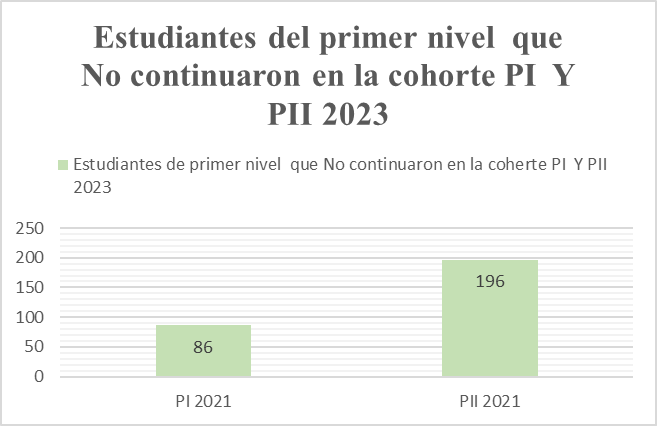 Estudiantes del primer nivel que
No continuaron en la cohorte PI Y
PII 2023
Estudiantes de primer nivel que No continuaron en la coherte PI Y PII
2023
250
200
150
100
50
0
86
196
PI 2021
PII 2021